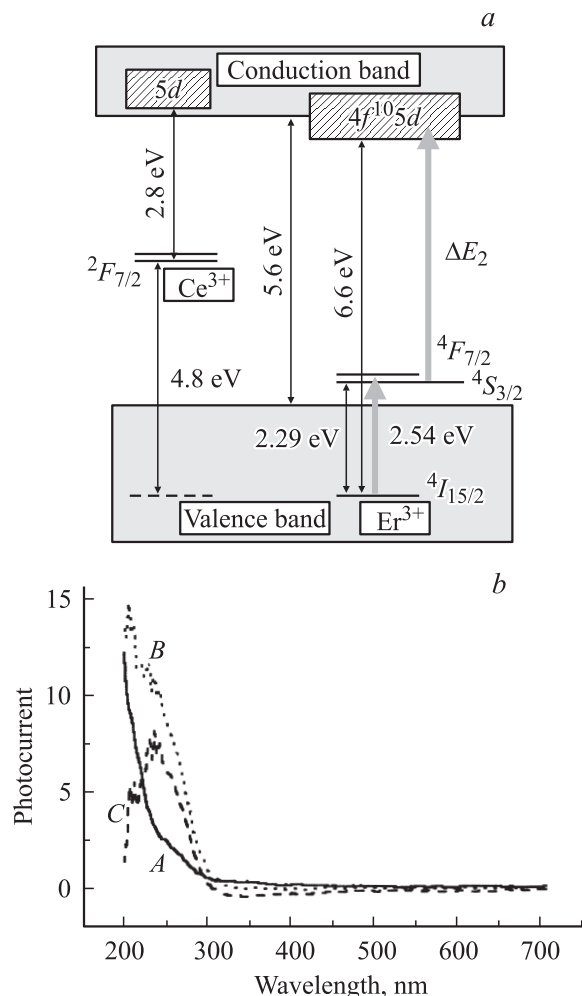 a
Conduction band
5d
4f¹⁰5d
2.8 eV
5.6 eV
6.6 eV
ΔE₂
²F₇/₂
Ce³⁺
⁴F₇/₂
⁴S₃/₂
4.8 eV
2.29 eV
2.54 eV
⁴I₁₅/₂
Valence band
Er³⁺
b
15
10
5
0
Photocurrent
B
C
A
200 300 400 500 600 700
Wavelength, nm